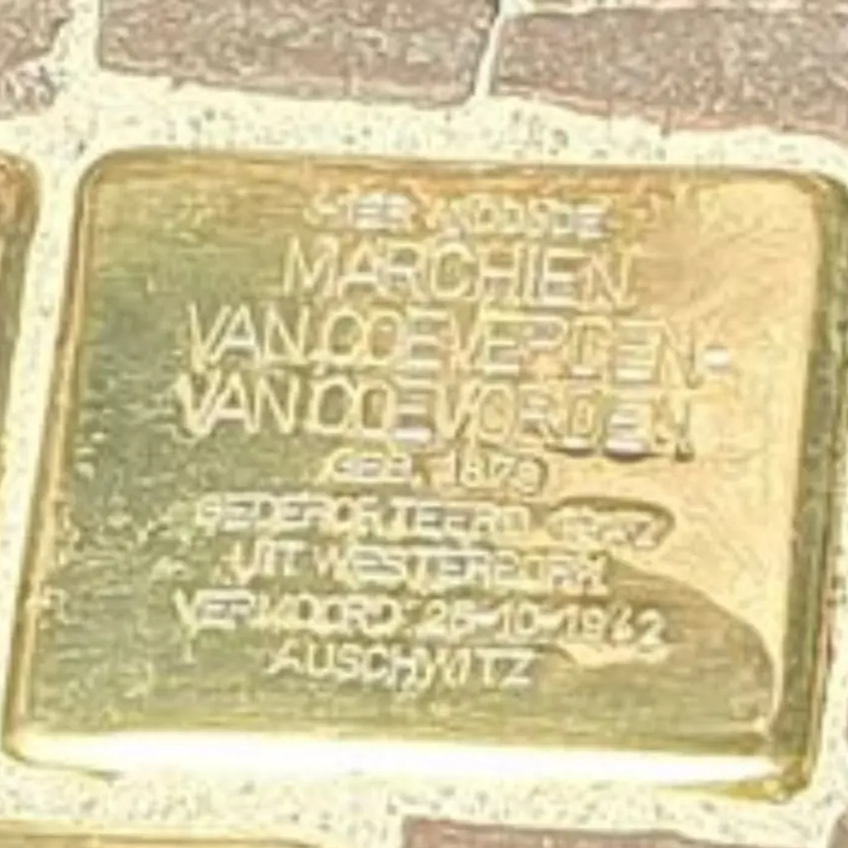 HIER WOONDE
MARCHIEN
VAN COEVERDEN-
VAN COEVORDEN
GEB. 1879
GEDEPORTEERD 1942
UIT WESTERBORK
VERMOORD 26-10-1942
AUSCHWITZ